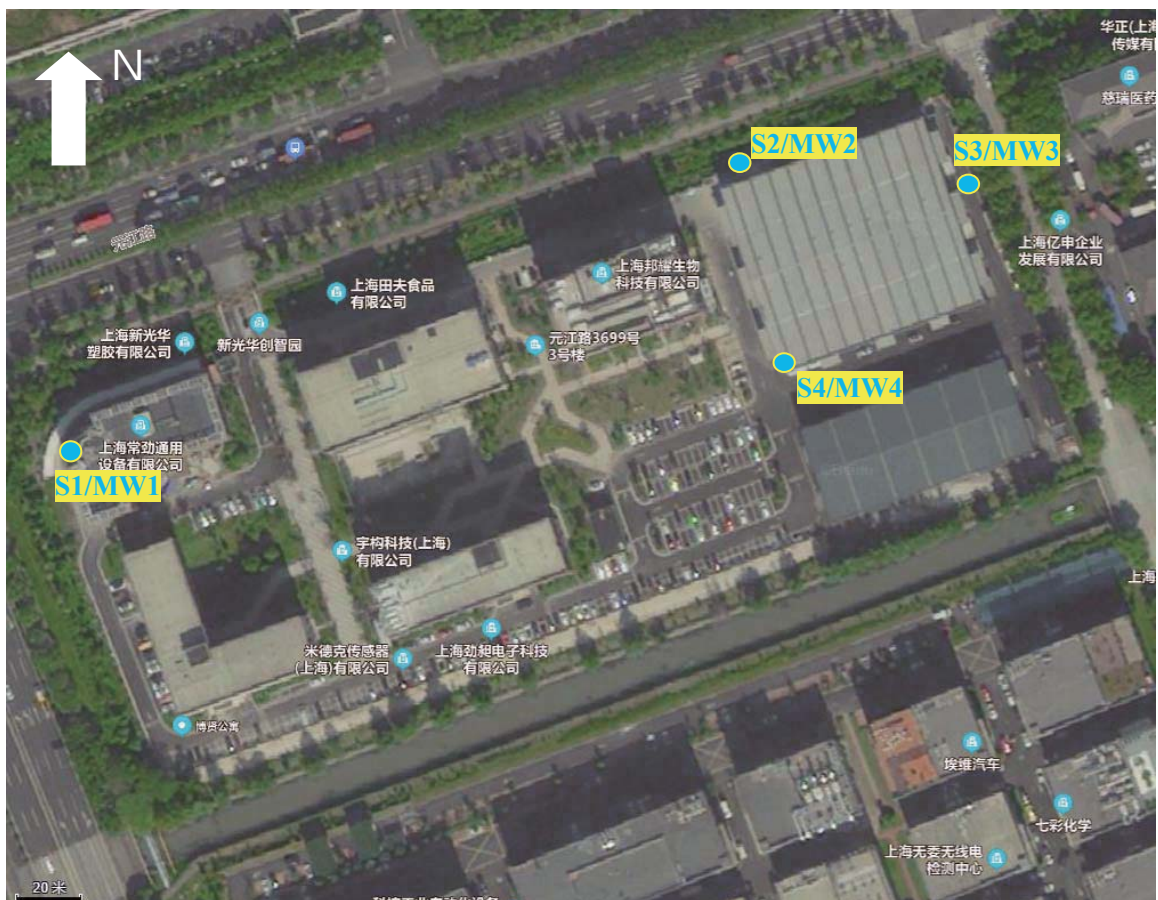 N
华正(上海
传媒有
慈瑞医药
S2/MW2
S3/MW3
元江路
上海亿申企业
发展有限公司
上海邦耀生物
科技有限公司
上海田夫食品
有限公司
上海新光华
塑胶有限公司
新光华创智园
元江路3699号
3号楼
S4/MW4
上海常劲通用
设备有限公司
S1/MW1
宇构科技(上海)
有限公司
上海
米德克传感器
(上海)有限公司
上海劲昶电子科技
有限公司
博贤公寓
埃维汽车
七彩化学
上海无委无线电
检测中心
20 米